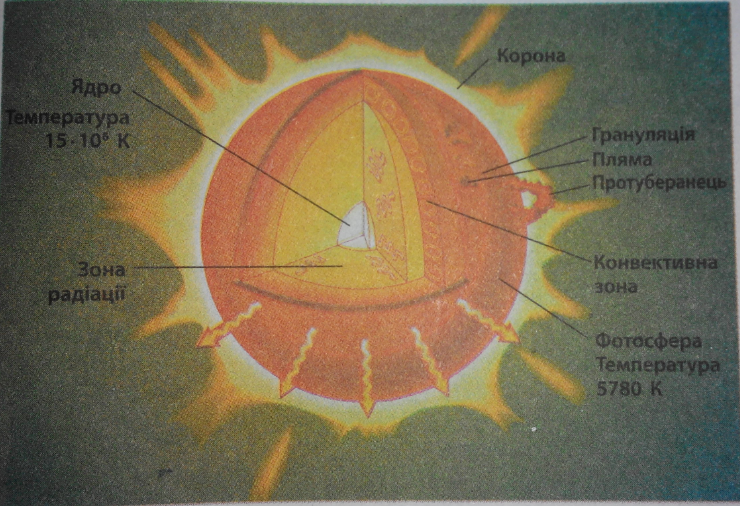 Корона
Ядро
Температура
15·10⁶ К
Грануляція
Пляма
Протуберанець
Конвективна
зона
Зона
радіації
Фотосфера
Температура
5780 К